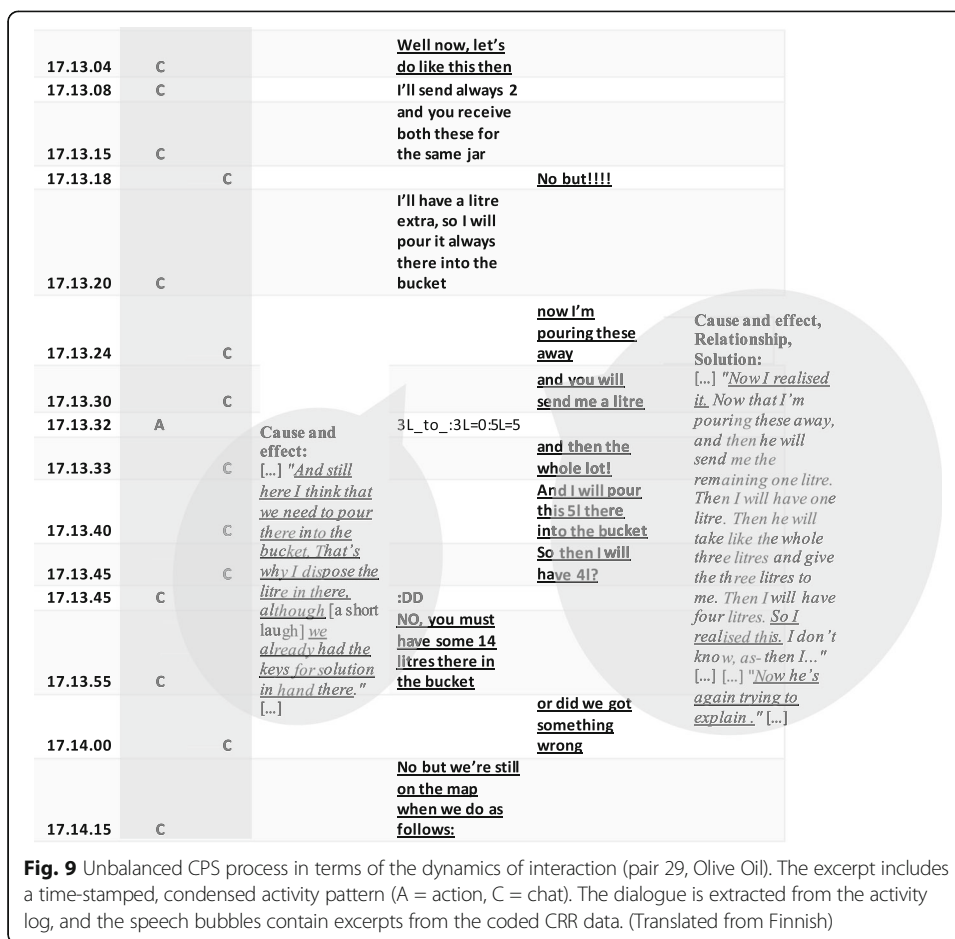 Well now, let's
17.13.04 C do like this then
17.13.08 C I'll send always 2
and you receive
both these for
17.13.15 C the same jar
17.13.18 C No but!!!!
I'll have a litre
extra, so I will
pour it always
there into the
17.13.20 C bucket
now I'm
pouring these
17.13.24 C away
and you will
17.13.30 C send me a litre
17.13.32 A 3L_to_:3L=0:5L=5
and then the
17.13.33 C whole lot!
And I will pour
this 5l there
17.13.40 C into the bucket
So then I will
17.13.45 C have 4l?
17.13.45 C :DD
NO, you must
have some 14
litres there in
17.13.55 C the bucket
or did we got
something
17.14.00 C wrong
No but we're still
on the map
when we do as
17.14.15 C follows:
Cause and
effect:
[...] "And still
here I think that
we need to pour
there into the
bucket. That's
why I dispose the
litre in there,
although [a short
laugh] we
already had the
keys for solution
in hand there."
[...]
Cause and effect,
Relationship,
Solution:
[...] "Now I realised
it. Now that I'm
pouring these away,
and then he will
send me the
remaining one litre.
Then I will have one
litre. Then he will
take like the whole
three litres and give
the three litres to
me. Then I will have
four litres. So I
realised this. I don't
know, as- then I..."
[...] [...] "Now he's
again trying to
explain." [...]
Fig. 9 Unbalanced CPS process in terms of the dynamics of interaction (pair 29, Olive Oil). The excerpt includes
a time-stamped, condensed activity pattern (A = action, C = chat). The dialogue is extracted from the activity
log, and the speech bubbles contain excerpts from the coded CRR data. (Translated from Finnish)